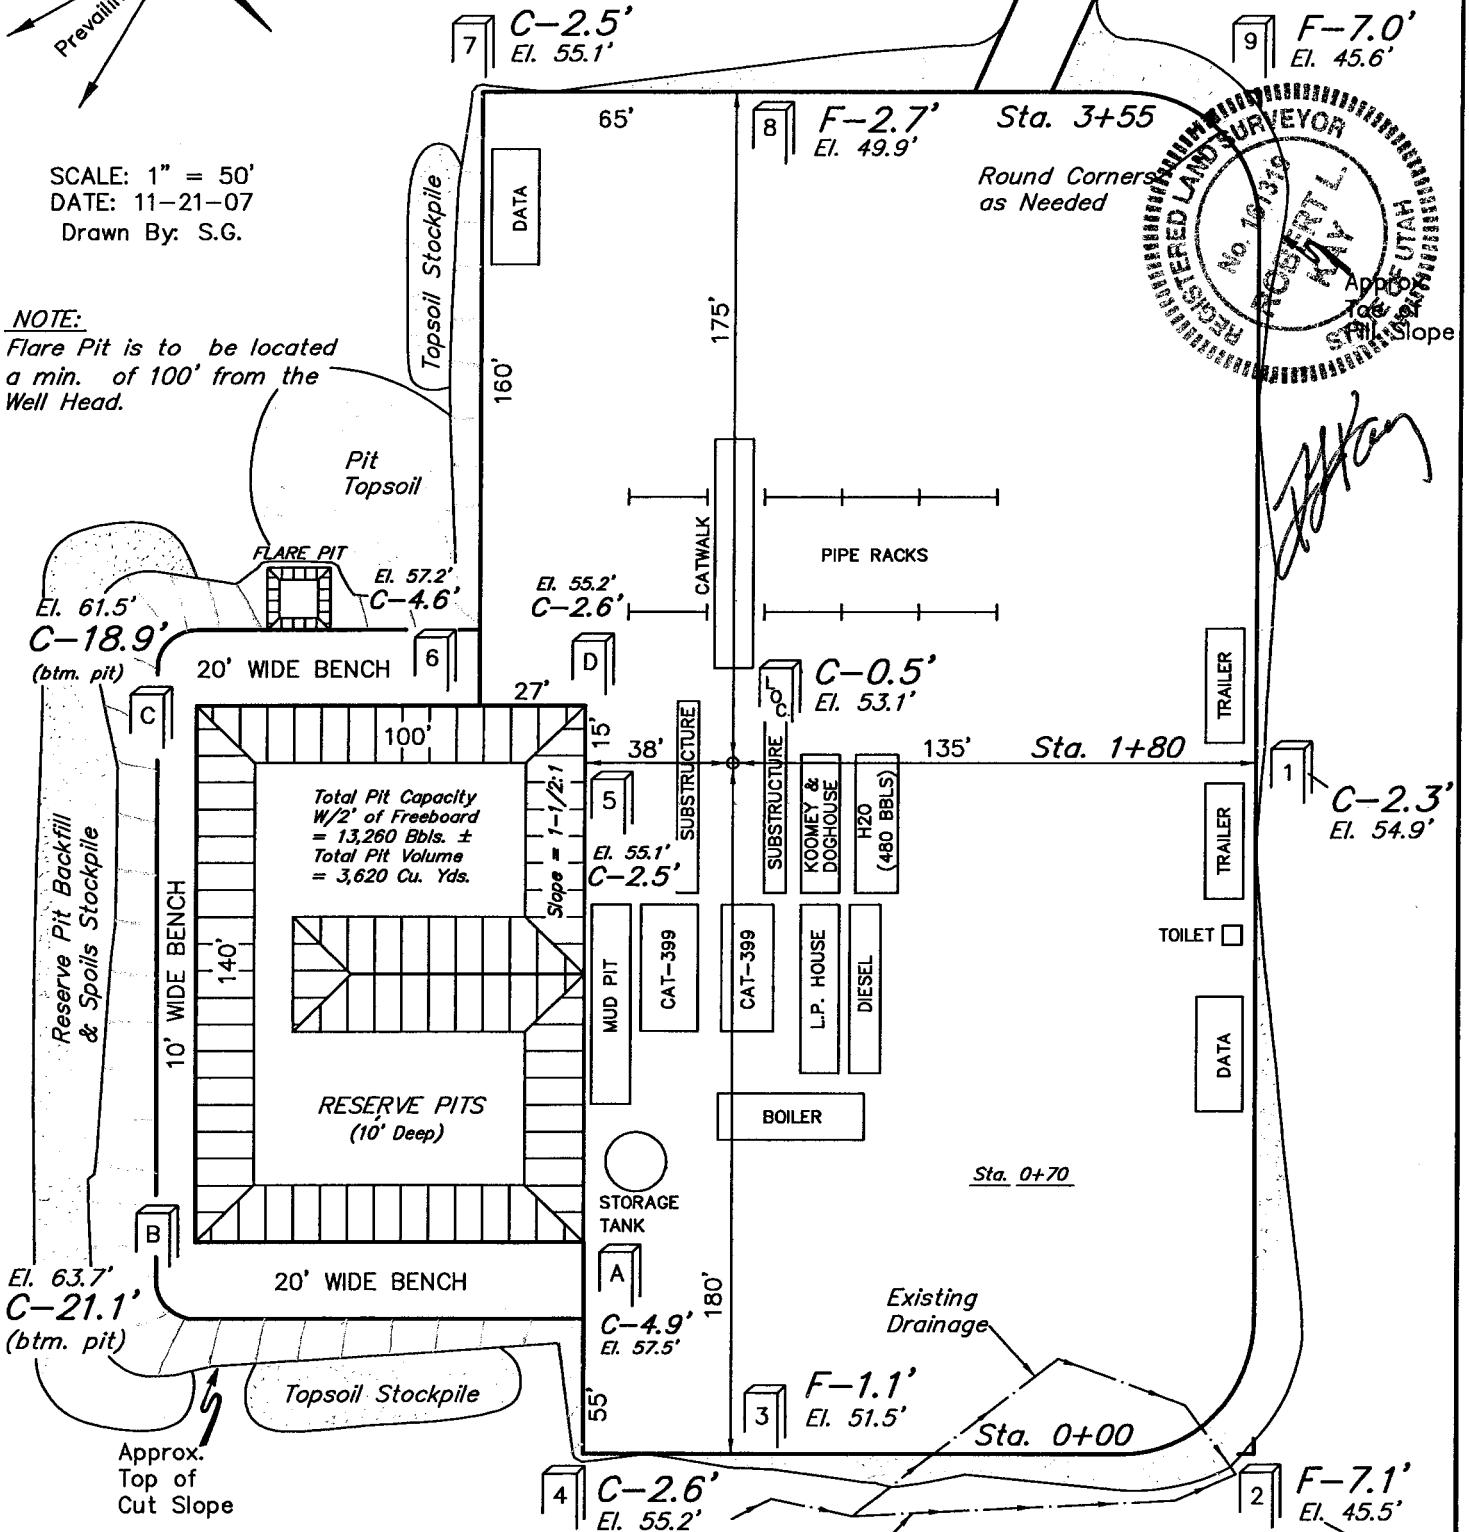 7
C-2.5'
El. 55.1'
9
F-7.0'
El. 45.6'
65'
8
F-2.7'
El. 49.9'
Sta. 3+55
SCALE: 1" = 50'
DATE: 11-21-07
Drawn By: S.G.
Topsoil Stockpile
DATA
Round Corners
as Needed
REGISTERED LAND SURVEYOR
ROBERT L.
KAY
STATE OF UTAH
Approx.
Toe of
Fill Slope
NOTE:
Flare Pit is to be located
a min. of 100' from the
Well Head.
160'
175'
Pit
Topsoil
FLARE PIT
El. 57.2'
C-4.6'
El. 55.2'
C-2.6'
CATWALK
PIPE RACKS
El. 61.5'
C-18.9'
(btm. pit)
20' WIDE BENCH
6
D
L
O
C.
C-0.5'
El. 53.1'
TRAILER
C
27'
100'
15'
38'
135'
Sta. 1+80
1
C-2.3'
El. 54.9'
SUBSTRUCTURE
SUBSTRUCTURE
KOOMEY &
DOGHOUSE
H2O
(480 BBLS)
TRAILER
Total Pit Capacity
W/2' of Freeboard
= 13,260 Bbls. ±
Total Pit Volume
= 3,620 Cu. Yds.
Slope = 1-1/2:1
5
El. 55.1'
C-2.5'
Reserve Pit Backfill
& Spoils Stockpile
10' WIDE BENCH
140'
MUD PIT
CAT-399
CAT-399
L.P. HOUSE
DIESEL
TOILET
DATA
RESERVE PITS
(10' Deep)
BOILER
STORAGE
TANK
Sta. 0+70
B
A
El. 63.7'
C-21.1'
(btm. pit)
20' WIDE BENCH
C-4.9'
El. 57.5'
180'
Existing
Drainage
Topsoil Stockpile
55'
3
F-1.1'
El. 51.5'
Sta. 0+00
Approx.
Top of
Cut Slope
4
C-2.6'
El. 55.2'
2
F-7.1'
El. 45.5'